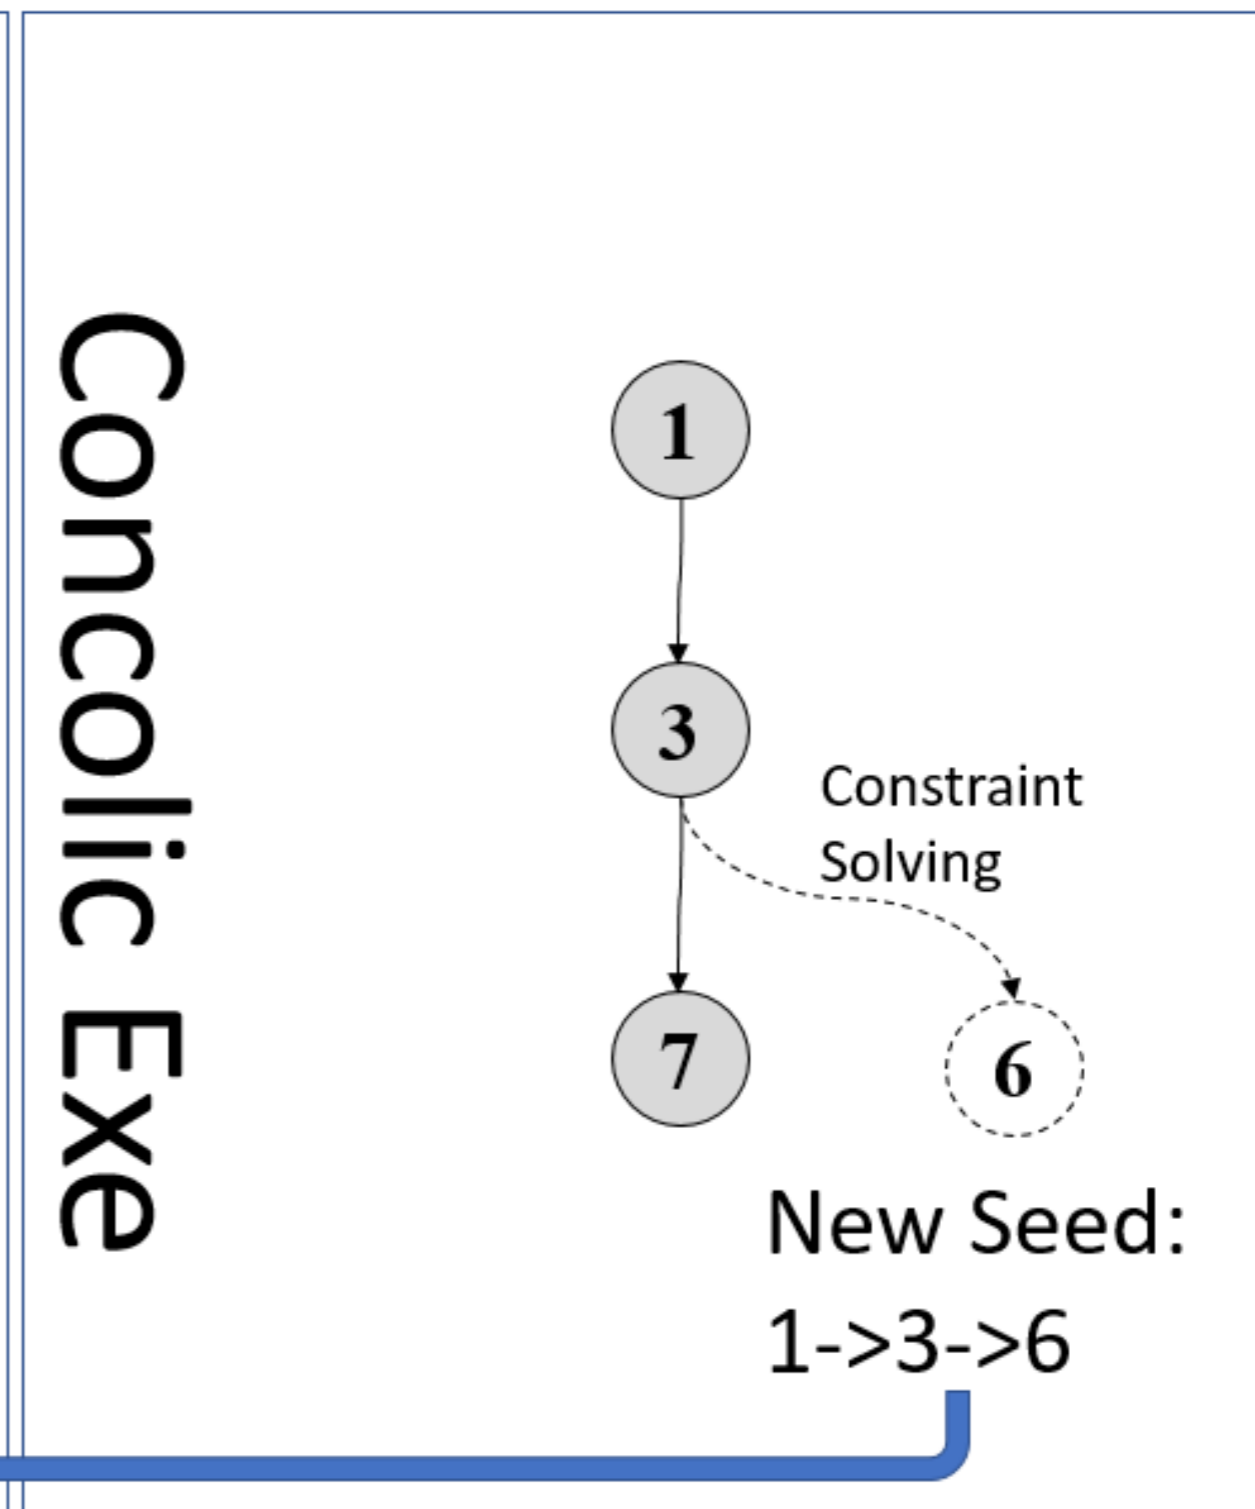 Concolic Exe
1
3
Constraint
Solving
7
6
New Seed:
1->3->6